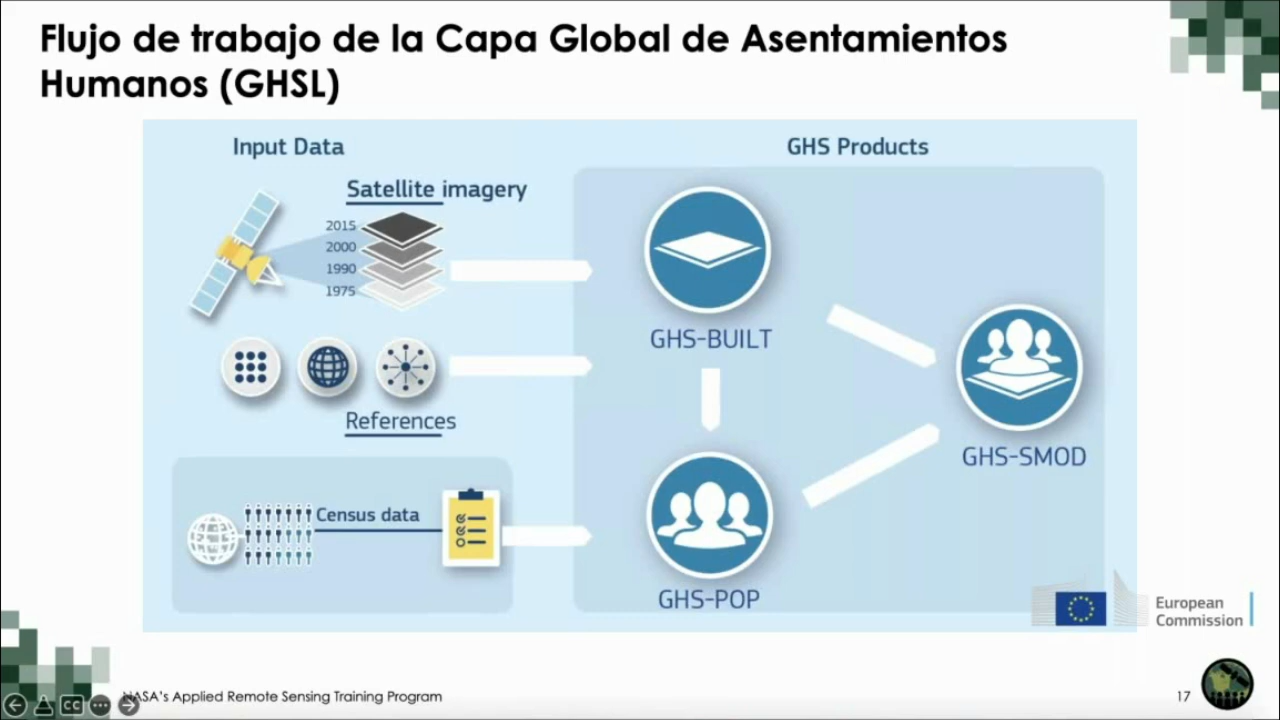 Flujo de trabajo de la Capa Global de Asentamientos
Humanos (GHSL)
Input Data
GHS Products
Satellite imagery
2015
2000
1990
1975
GHS-BUILT
References
GHS-SMOD
Census data
GHS-POP
European
Commission
CC
NASA's Applied Remote Sensing Training Program
17